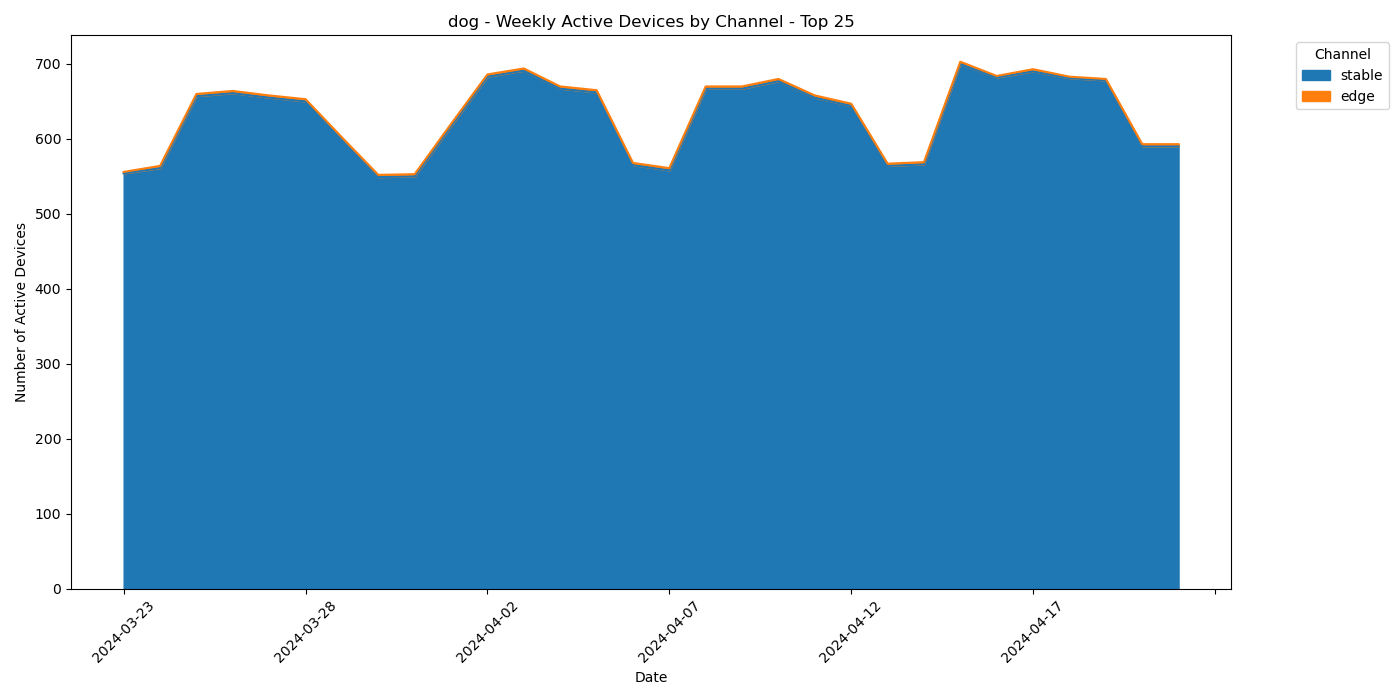 dog - Weekly Active Devices by Channel - Top 25
Channel
stable
edge
Number of Active Devices
700
600
500
400
300
200
100
0
2024-03-23
2024-03-28
2024-04-02
2024-04-07
2024-04-12
2024-04-17
Date